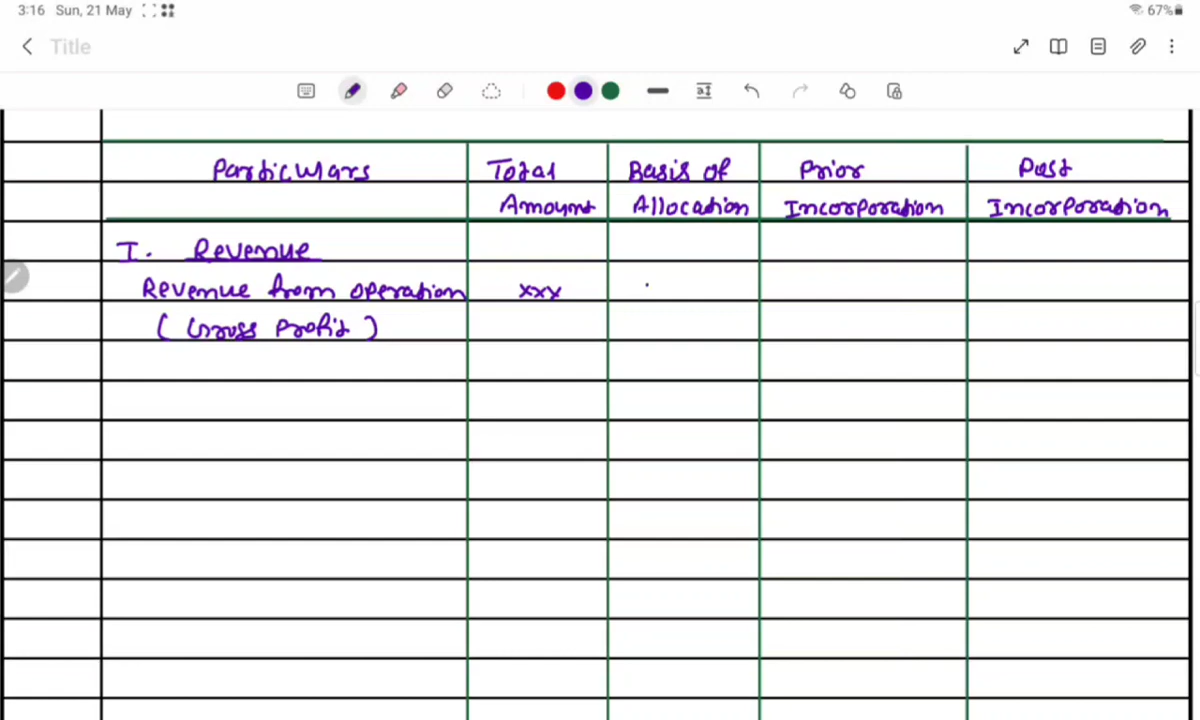 3:16 Sun, 21 May
67%
Title
Particulars Total Amount Basis of Allocation Prior Incorporation Post Incorporation
I. Revenue
Revenue from operation xxx
(Gross Profit)